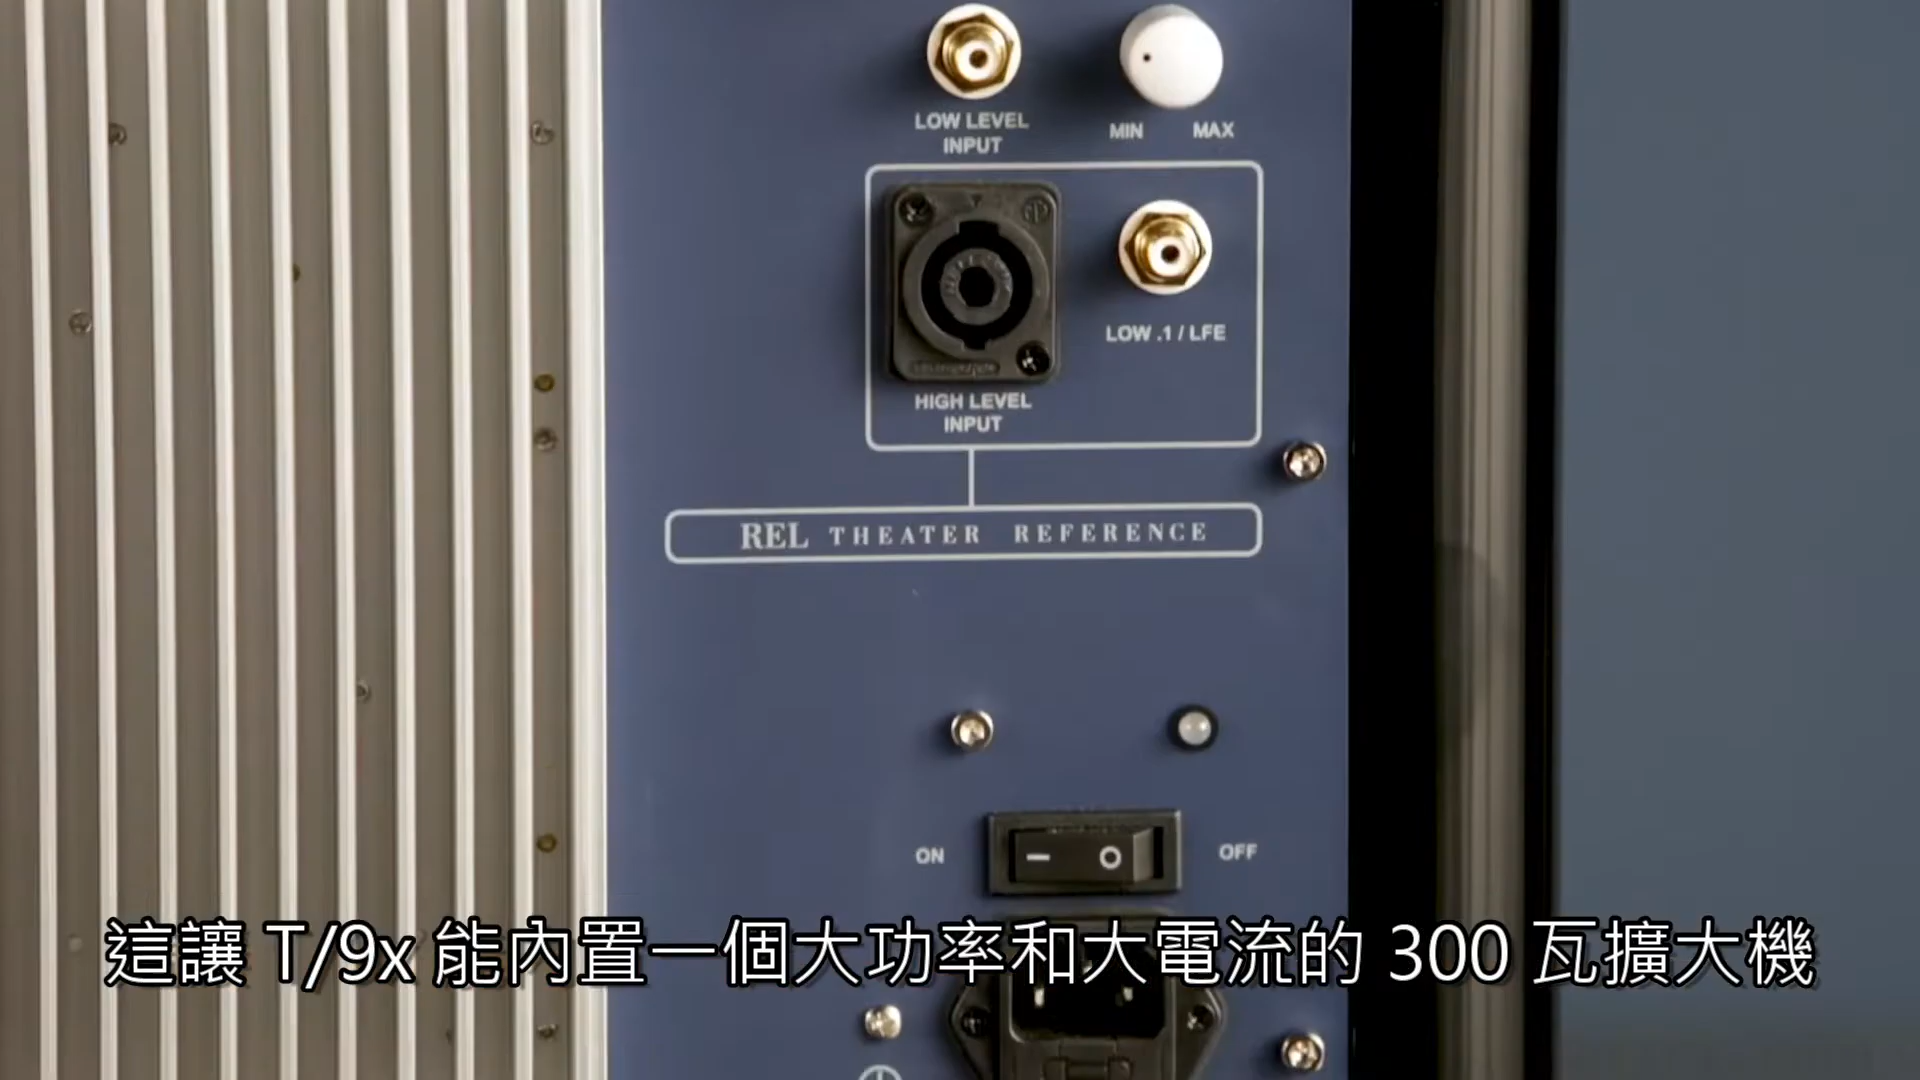 LOW LEVEL
INPUT
MIN MAX
LOW .1 / LFE
HIGH LEVEL
INPUT
REL THEATER REFERENCE
ON
OFF
這讓 T/9x 能內置一個大功率和大電流的 300 瓦擴大機